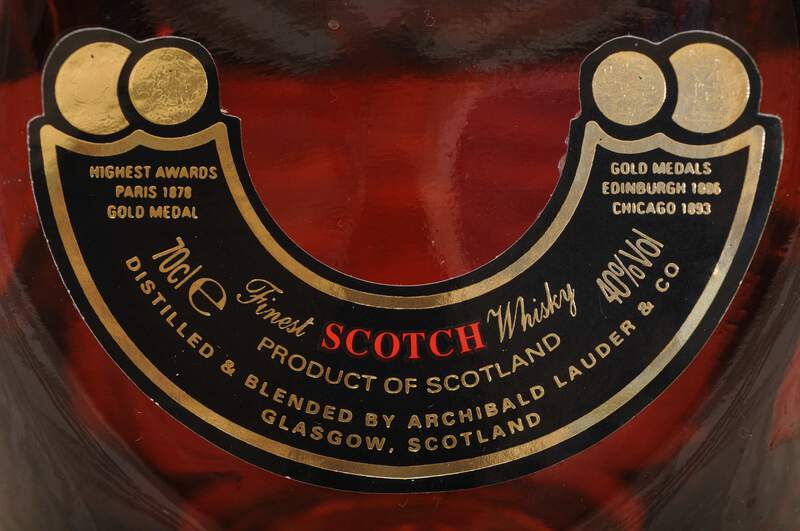 HIGHEST AWARDS
PARIS 1878
GOLD MEDAL
GOLD MEDALS
EDINBURGH 1886
CHICAGO 1893
70cl e
Finest SCOTCH Whisky
40%Vol
PRODUCT OF SCOTLAND
DISTILLED & BLENDED BY ARCHIBALD LAUDER & CO
GLASGOW, SCOTLAND